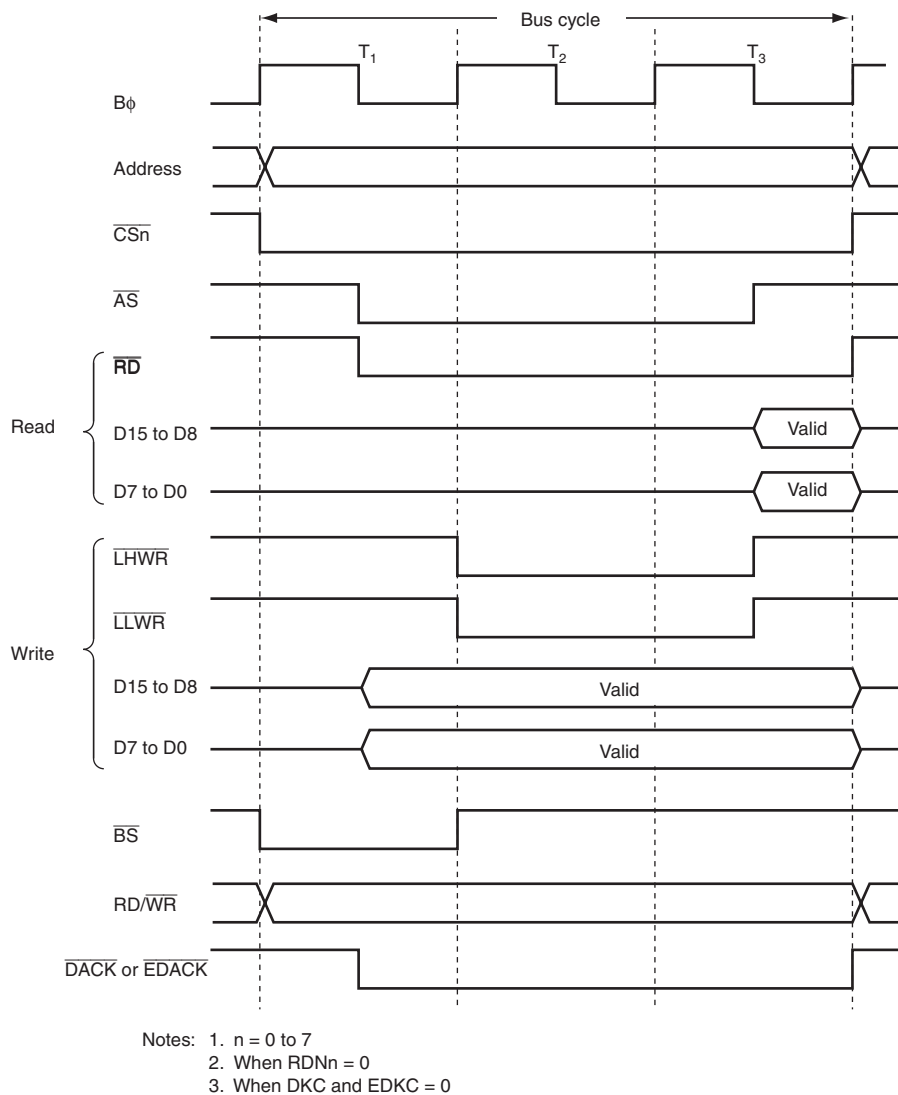 Bus cycle
T1 T2 T3
Bφ
Address
CSn
AS
RD
Read
D15 to D8 Valid
D7 to D0 Valid
LHWR
LLWR
Write
D15 to D8 Valid
D7 to D0 Valid
BS
RD/WR
DACK or EDACK
Notes: 1. n = 0 to 7
2. When RDNn = 0
3. When DKC and EDKC = 0